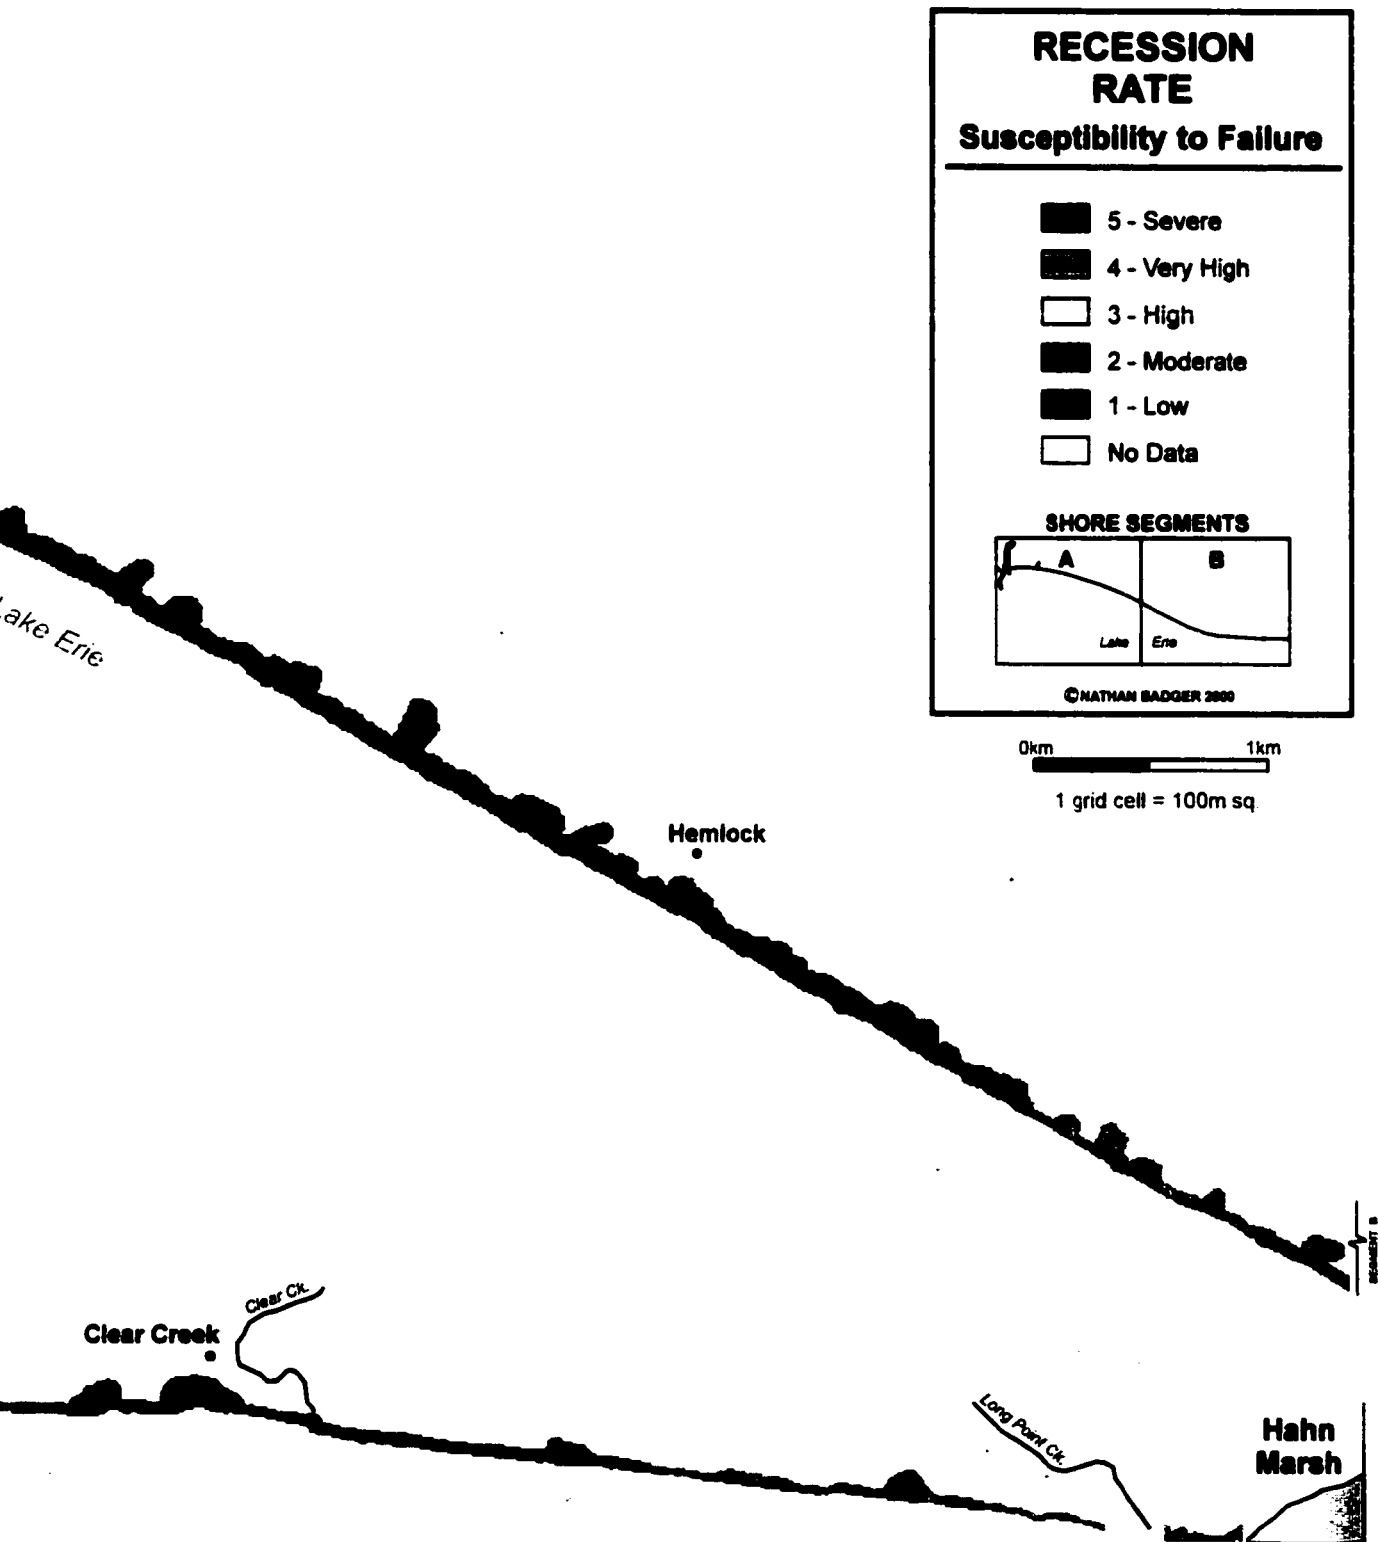 RECESSION
RATE
Susceptibility to Failure
5 - Severe
4 - Very High
3 - High
2 - Moderate
1 - Low
No Data
SHORE SEGMENTS
A B
Lake Erie
©NATHAN BADGER 2000
0km 1km
1 grid cell = 100m sq.
Lake Erie
Hemlock
SEGMENT B
Clear Ck.
Clear Creek
Long Point Ck.
Hahn
Marsh